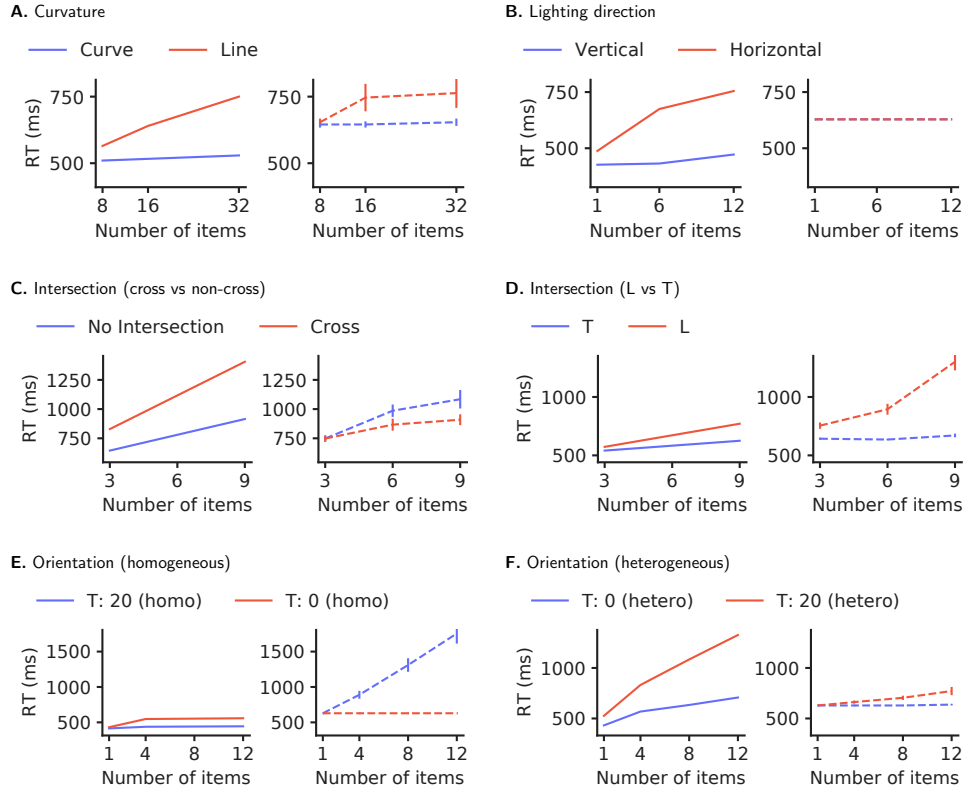 A. Curvature
Curve Line
RT (ms)
750
500
8 16 32
Number of items
750
500
8 16 32
Number of items
B. Lighting direction
Vertical Horizontal
RT (ms)
750
500
1 6 12
Number of items
750
500
1 6 12
Number of items
C. Intersection (cross vs non-cross)
No Intersection Cross
RT (ms)
1250
1000
750
3 6 9
Number of items
1250
1000
750
3 6 9
Number of items
D. Intersection (L vs T)
T L
RT (ms)
1000
500
3 6 9
Number of items
1000
500
3 6 9
Number of items
E. Orientation (homogeneous)
T: 20 (homo) T: 0 (homo)
RT (ms)
1500
1000
500
1 4 8 12
Number of items
1500
1000
500
1 4 8 12
Number of items
F. Orientation (heterogeneous)
T: 0 (hetero) T: 20 (hetero)
RT (ms)
1000
500
1 4 8 12
Number of items
1000
500
1 4 8 12
Number of items